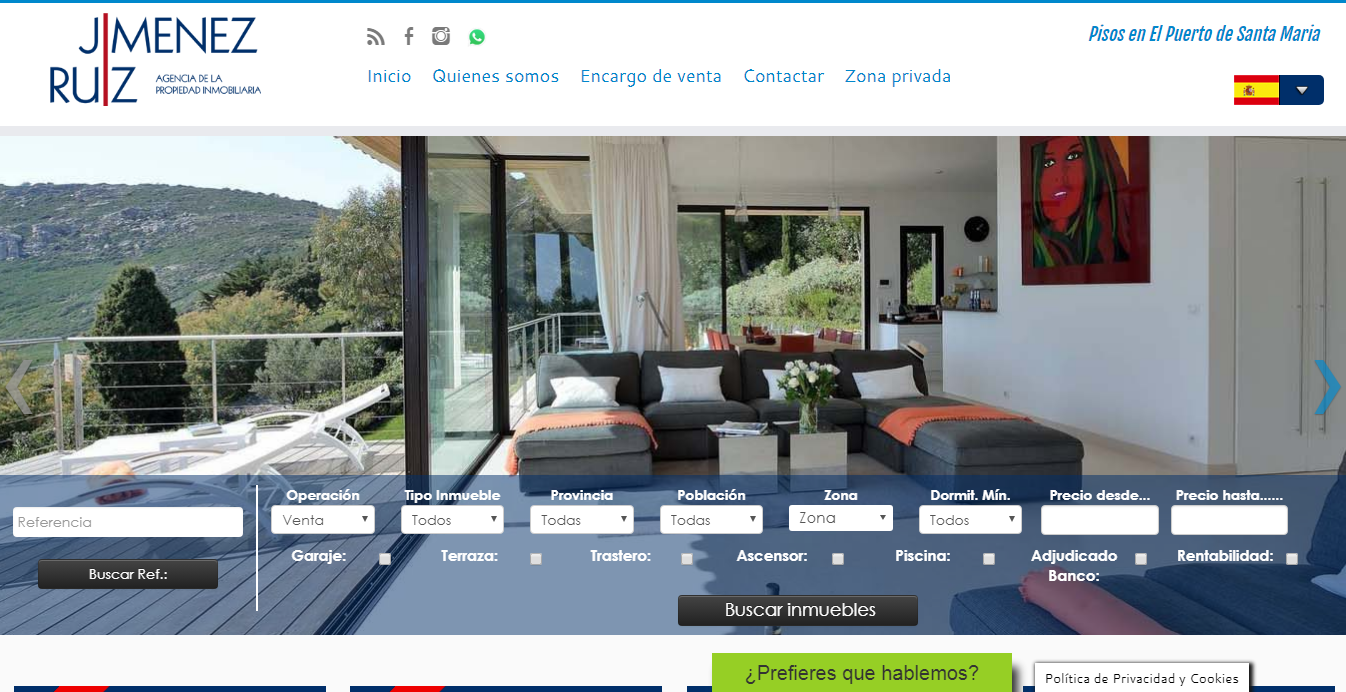 JIMENEZ
RUIZ
AGENCIA DE LA
PROPIEDAD INMOBILIARIA
Pisos en El Puerto de Santa Maria
Inicio Quienes somos Encargo de venta Contactar Zona privada
Referencia
Buscar Ref.:
Operación Tipo Inmueble Provincia Población Zona Dormit. Mín. Precio desde... Precio hasta......
Venta Todos Todas Todas Zona Todos
Garaje: Terraza: Trastero: Ascensor: Piscina: Adjudicado Rentabilidad:
Banco:
Buscar inmuebles
¿Prefieres que hablemos?
Política de Privacidad y Cookies